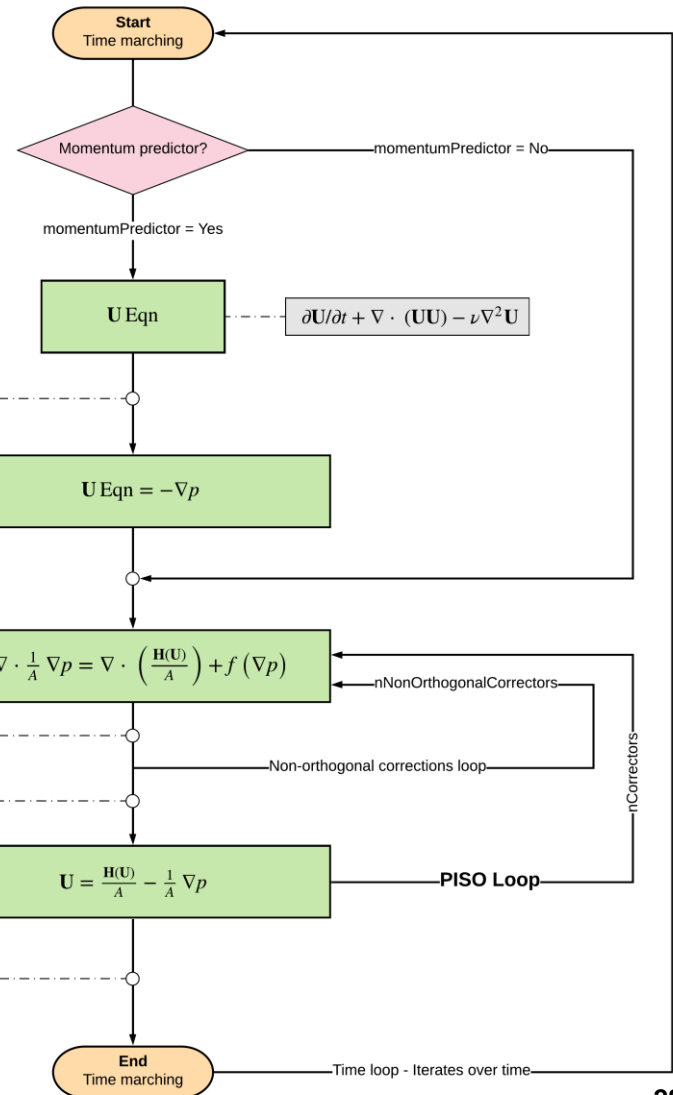 Start
Time marching
Momentum predictor?
momentumPredictor = No
momentumPredictor = Yes
U Eqn
∂U/∂t + ∇ · (UU) − ν∇²U
U Eqn = −∇p
∇ · 1/A ∇p = ∇ · (H(U)/A) + f (∇p)
nNonOrthogonalCorrectors
nCorrectors
Non-orthogonal corrections loop
U = H(U)/A − 1/A ∇p
PISO Loop
End
Time marching
Time loop - Iterates over time